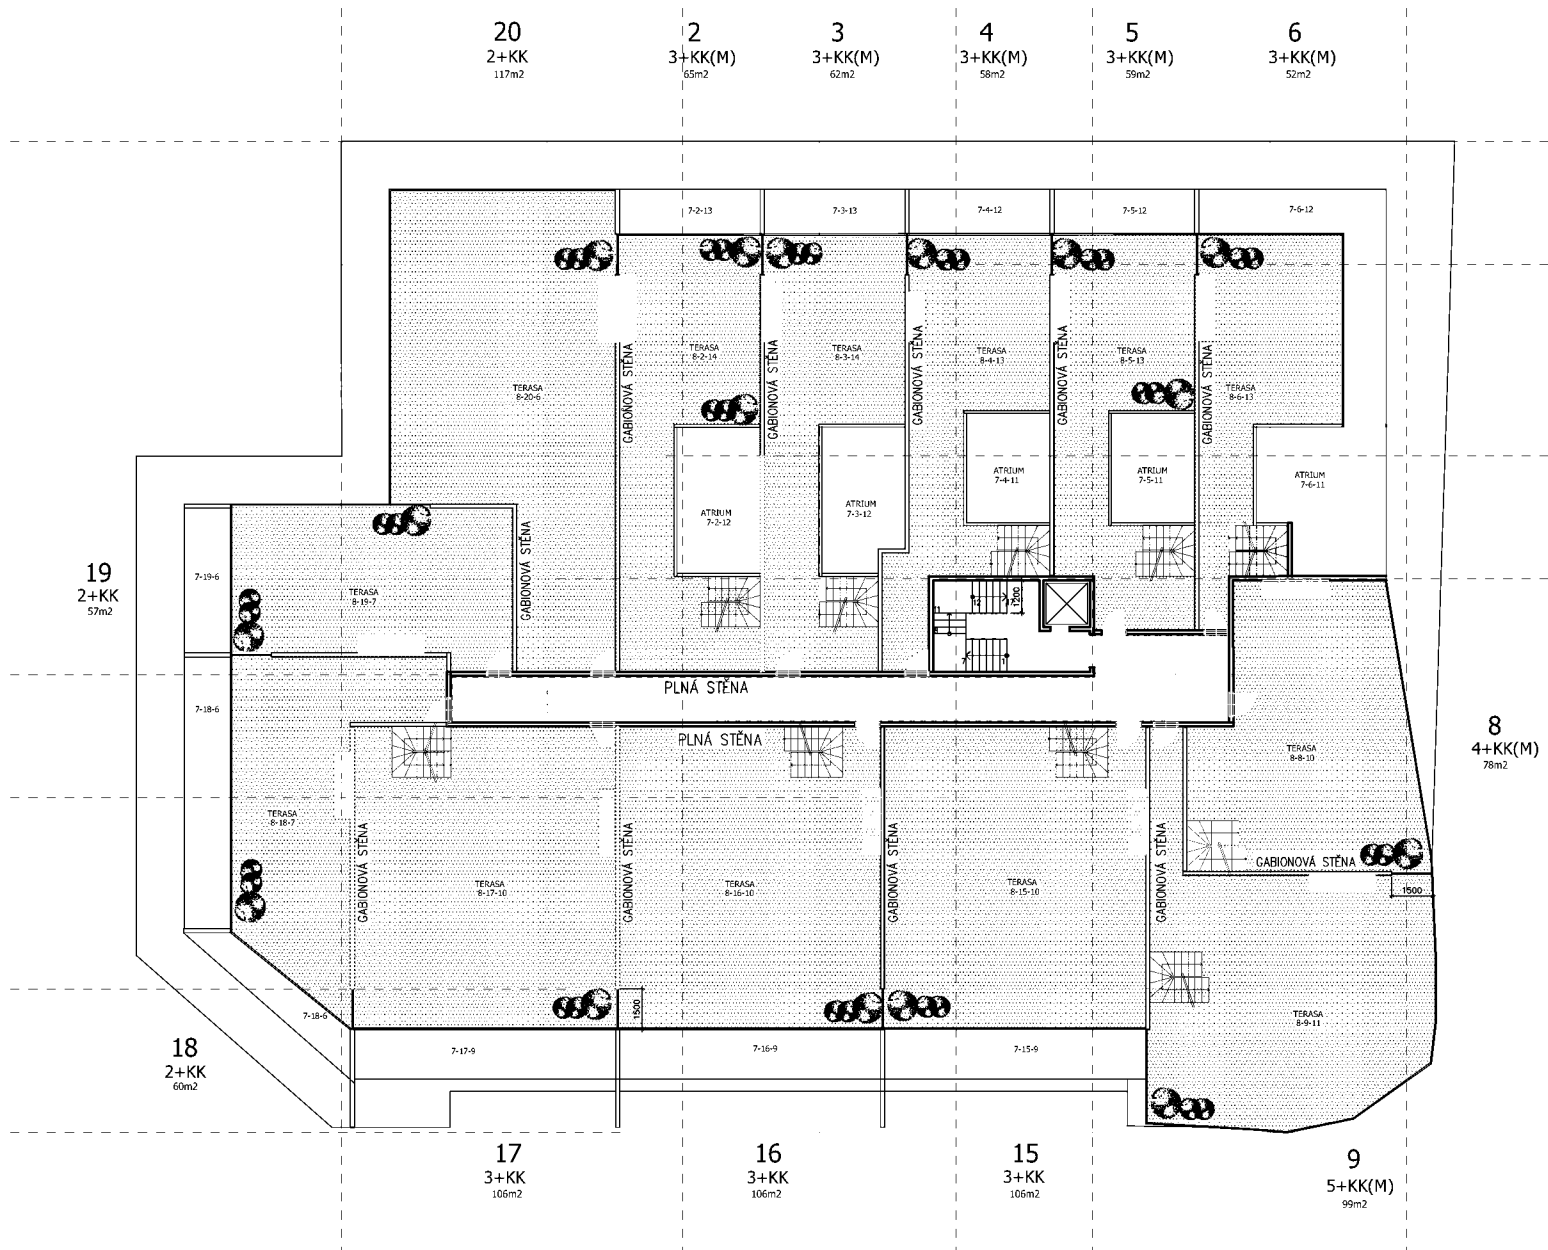 20
2+KK
117m2
2
3+KK(M)
65m2
3
3+KK(M)
62m2
4
3+KK(M)
58m2
5
3+KK(M)
59m2
6
3+KK(M)
52m2
7-2-13
7-3-13
7-4-12
7-5-12
7-6-12
TERASA
8-20-6
GABIONOVÁ STĚNA
TERASA
8-2-14
GABIONOVÁ STĚNA
TERASA
8-3-14
GABIONOVÁ STĚNA
TERASA
8-4-13
GABIONOVÁ STĚNA
TERASA
8-5-13
GABIONOVÁ STĚNA
TERASA
8-6-13
ATRIUM
7-2-12
ATRIUM
7-3-12
ATRIUM
7-4-11
ATRIUM
7-5-11
ATRIUM
7-6-11
19
2+KK
57m2
7-19-6
TERASA
8-19-7
GABIONOVÁ STĚNA
1200
11
12
17
7
1
PLNÁ STĚNA
PLNÁ STĚNA
7-18-6
TERASA
8-18-7
GABIONOVÁ STĚNA
TERASA
8-17-10
GABIONOVÁ STĚNA
TERASA
8-16-10
GABIONOVÁ STĚNA
TERASA
8-15-10
GABIONOVÁ STĚNA
TERASA
8-8-10
GABIONOVÁ STĚNA
1500
8
4+KK(M)
78m2
TERASA
8-9-11
1500
7-18-6
7-17-9
7-16-9
7-15-9
18
2+KK
60m2
17
3+KK
106m2
16
3+KK
106m2
15
3+KK
106m2
9
5+KK(M)
99m2